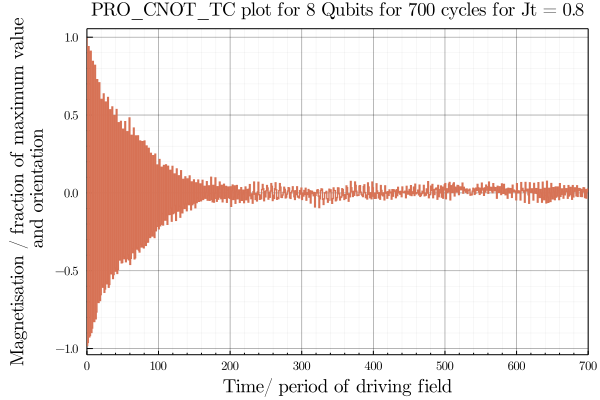 PRO_CNOT_TC plot for 8 Qubits for 700 cycles for Jt = 0.8
Magnetisation / fraction of maximum value
and orientation
1.0
0.5
0.0
−0.5
−1.0
0 100 200 300 400 500 600 700
Time/ period of driving field